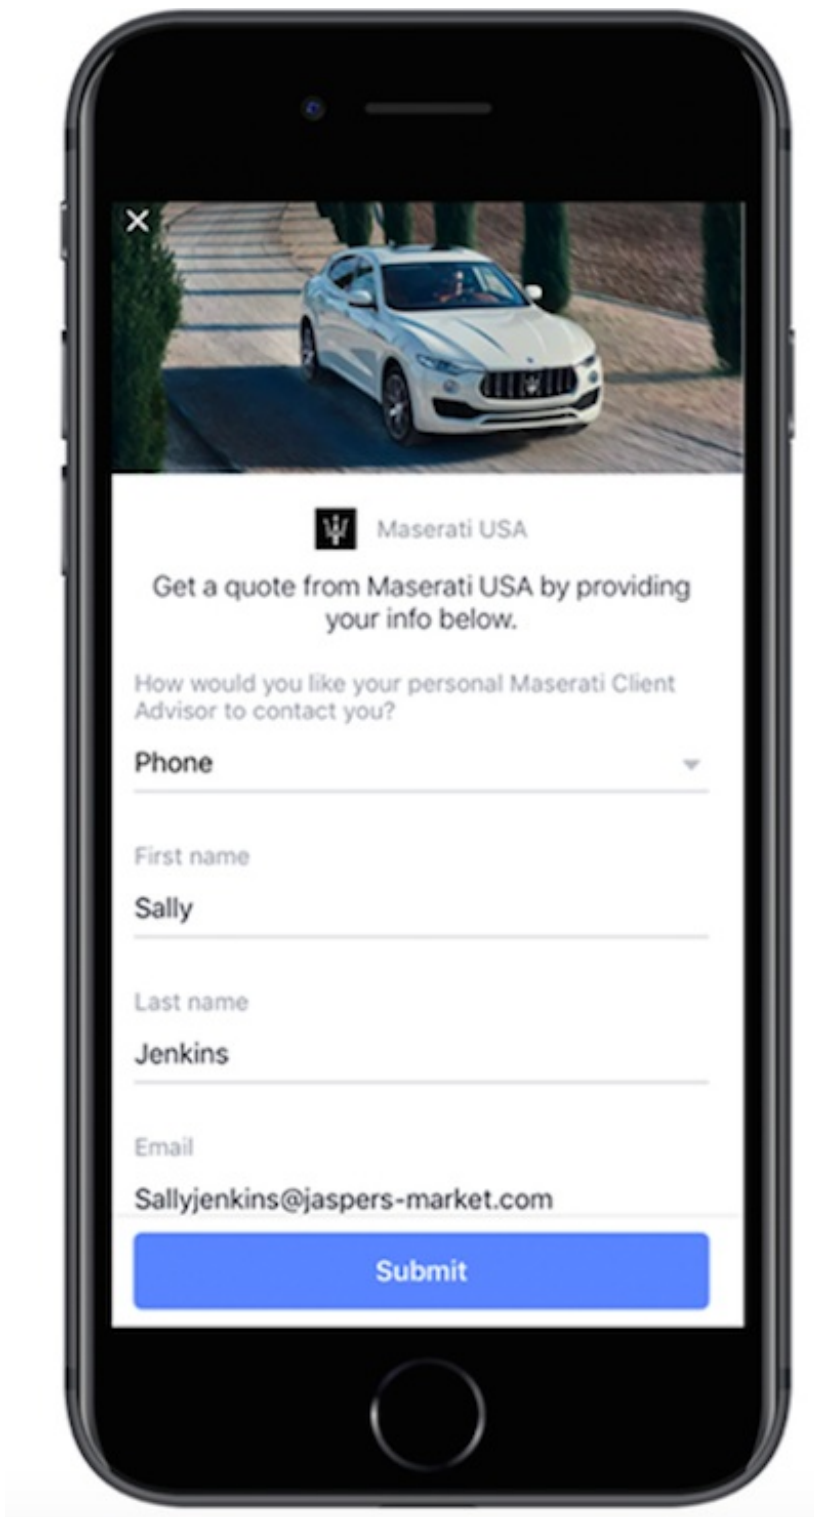 Maserati USA
Get a quote from Maserati USA by providing
your info below.
How would you like your personal Maserati Client
Advisor to contact you?
Phone
First name
Sally
Last name
Jenkins
Email
Sallyjenkins@jaspers-market.com
Submit